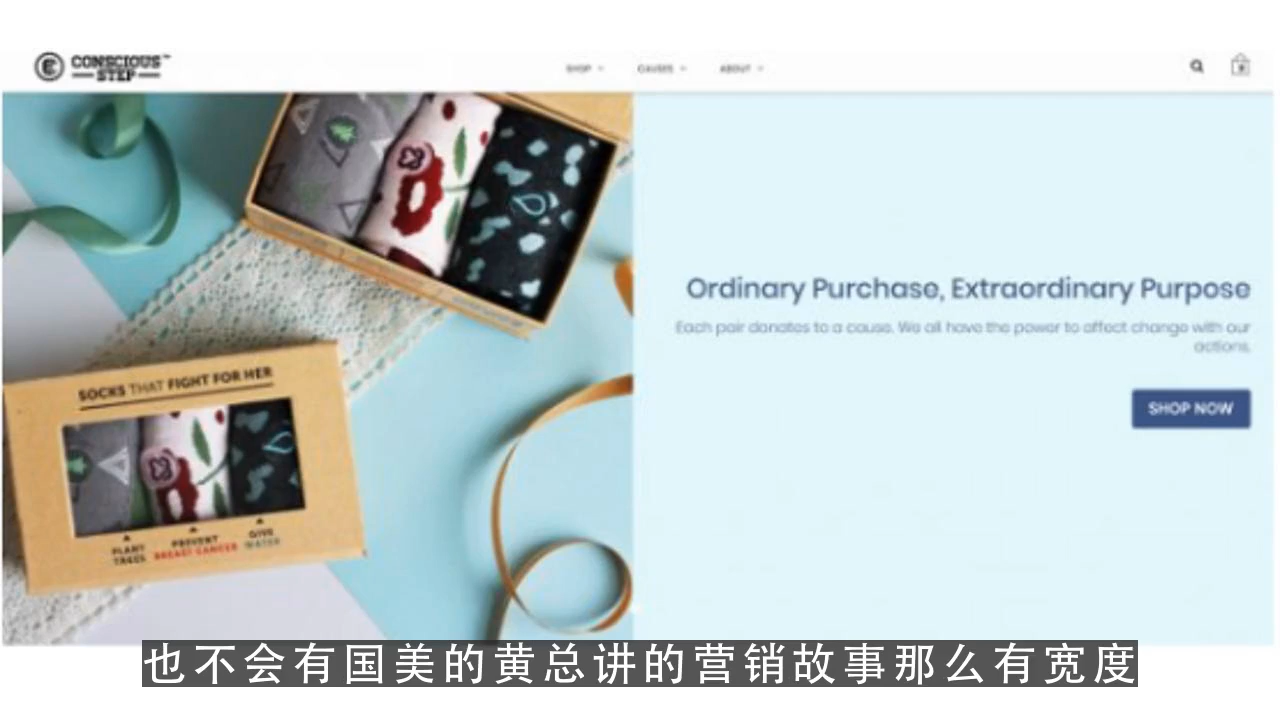 CONSCIOUS™
STEP
SHOP
CAUSES
ABOUT
0
SOCKS THAT FIGHT FOR HER
PLANT
TREES
PREVENT
BREAST CANCER
GIVE
WATER
Ordinary Purchase, Extraordinary Purpose
Each pair donates to a cause. We all have the power to affect change with our
actions.
SHOP NOW
也不会有国美的黄总讲的营销故事那么有宽度